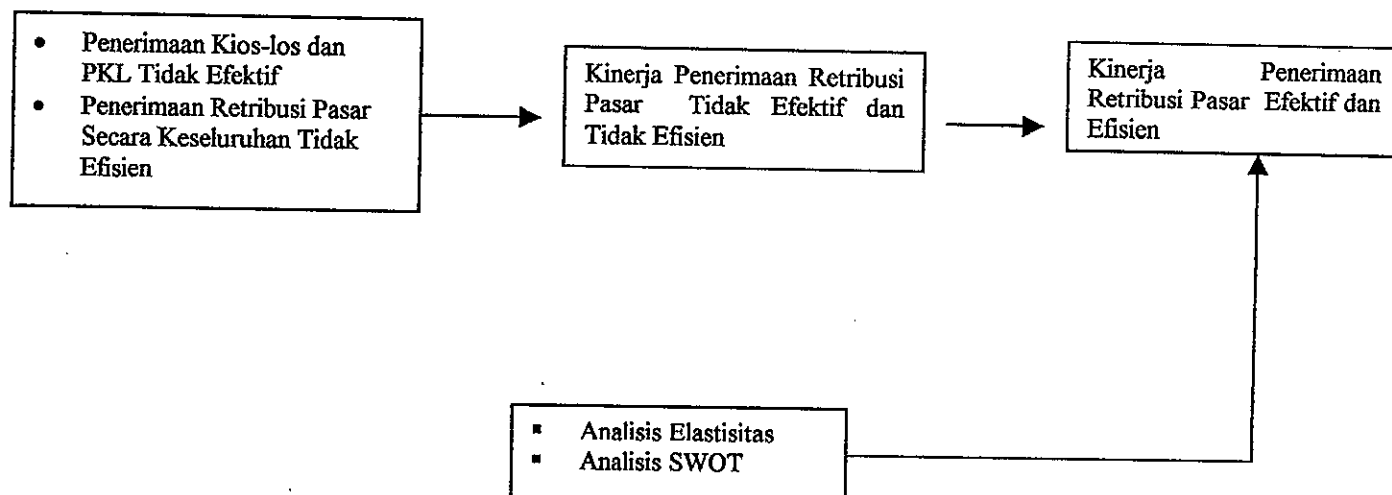 • Penerimaan Kios-los dan
PKL Tidak Efektif
• Penerimaan Retribusi Pasar
Secara Keseluruhan Tidak
Efisien
Kinerja Penerimaan Retribusi
Pasar Tidak Efektif dan
Tidak Efisien
Kinerja Penerimaan
Retribusi Pasar Efektif dan
Efisien
▪ Analisis Elastisitas
▪ Analisis SWOT